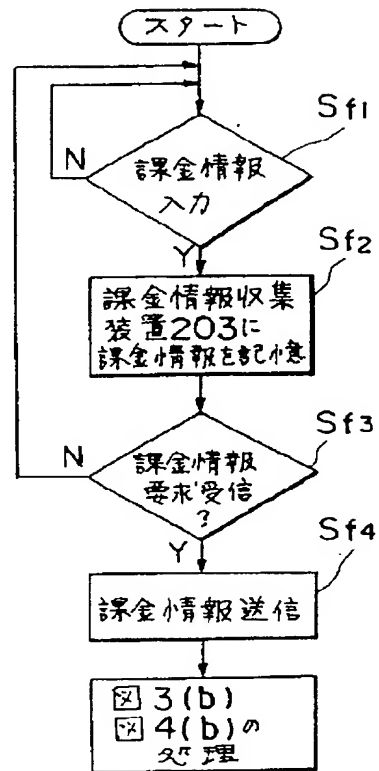 スタート
Sf1
N
課金情報
入力
Y
Sf2
課金情報収集
装置203に
課金情報を記憶
Sf3
N
課金情報
要求受信
?
Y
Sf4
課金情報送信
図3(b)
図4(b)の
処理